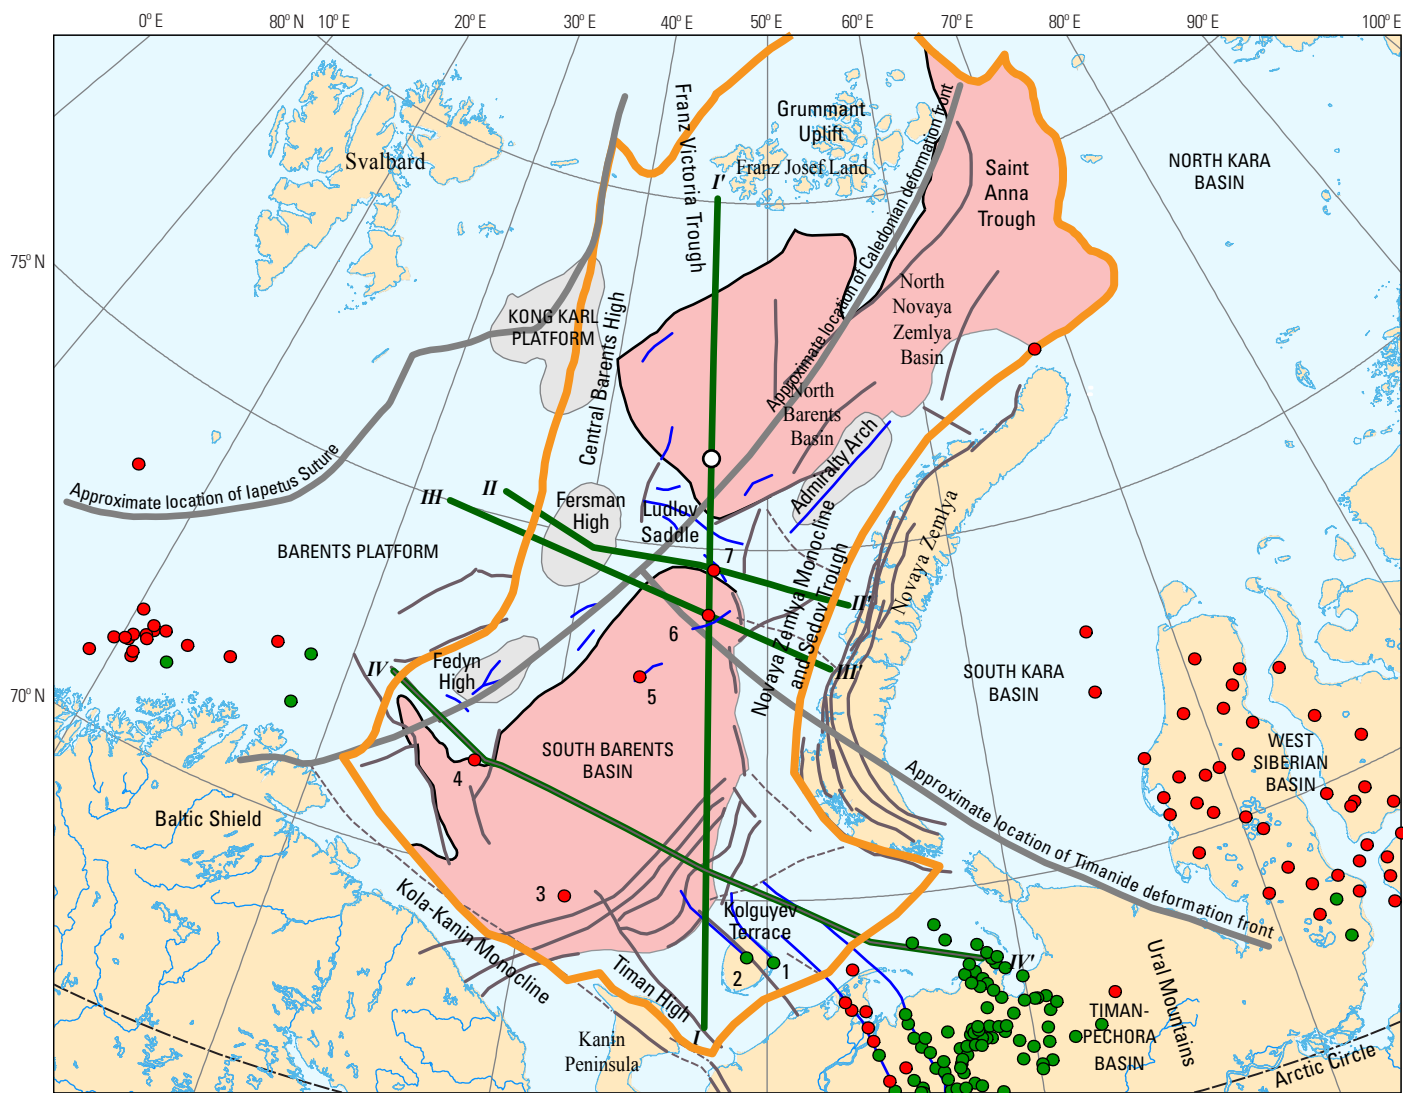 0° E
80° N
10° E
20° E
30° E
40° E
50° E
60° E
70° E
80° E
90° E
100° E
75° N
70° N
Svalbard
Franz Victoria Trough
Grummant
Uplift
Franz Josef Land
I'
Approximate location of Caledonian deformation front
Saint
Anna
Trough
NORTH KARA
BASIN
KONG KARL
PLATFORM
Central Barents High
North
Novaya
Zemlya
Basin
North
Barents
Basin
Admiralty Arch
Approximate location of Iapetus Suture
III
II
Fersman
High
Ludlov
Saddle
BARENTS PLATFORM
7
Novaya Zemlya Monocline
and Sedov Trough
Novaya Zemlya
II'
6
III'
IV
Fedyn
High
5
SOUTH KARA
BASIN
SOUTH BARENTS
BASIN
4
WEST
SIBERIAN
BASIN
Baltic Shield
Approximate location of Timanide deformation front
3
Kola-Kanin Monocline
Kolguyev
Terrace
2
1
IV'
Timan High
I
Kanin
Peninsula
Ural Mountains
TIMAN-
PECHORA
BASIN
Arctic Circle